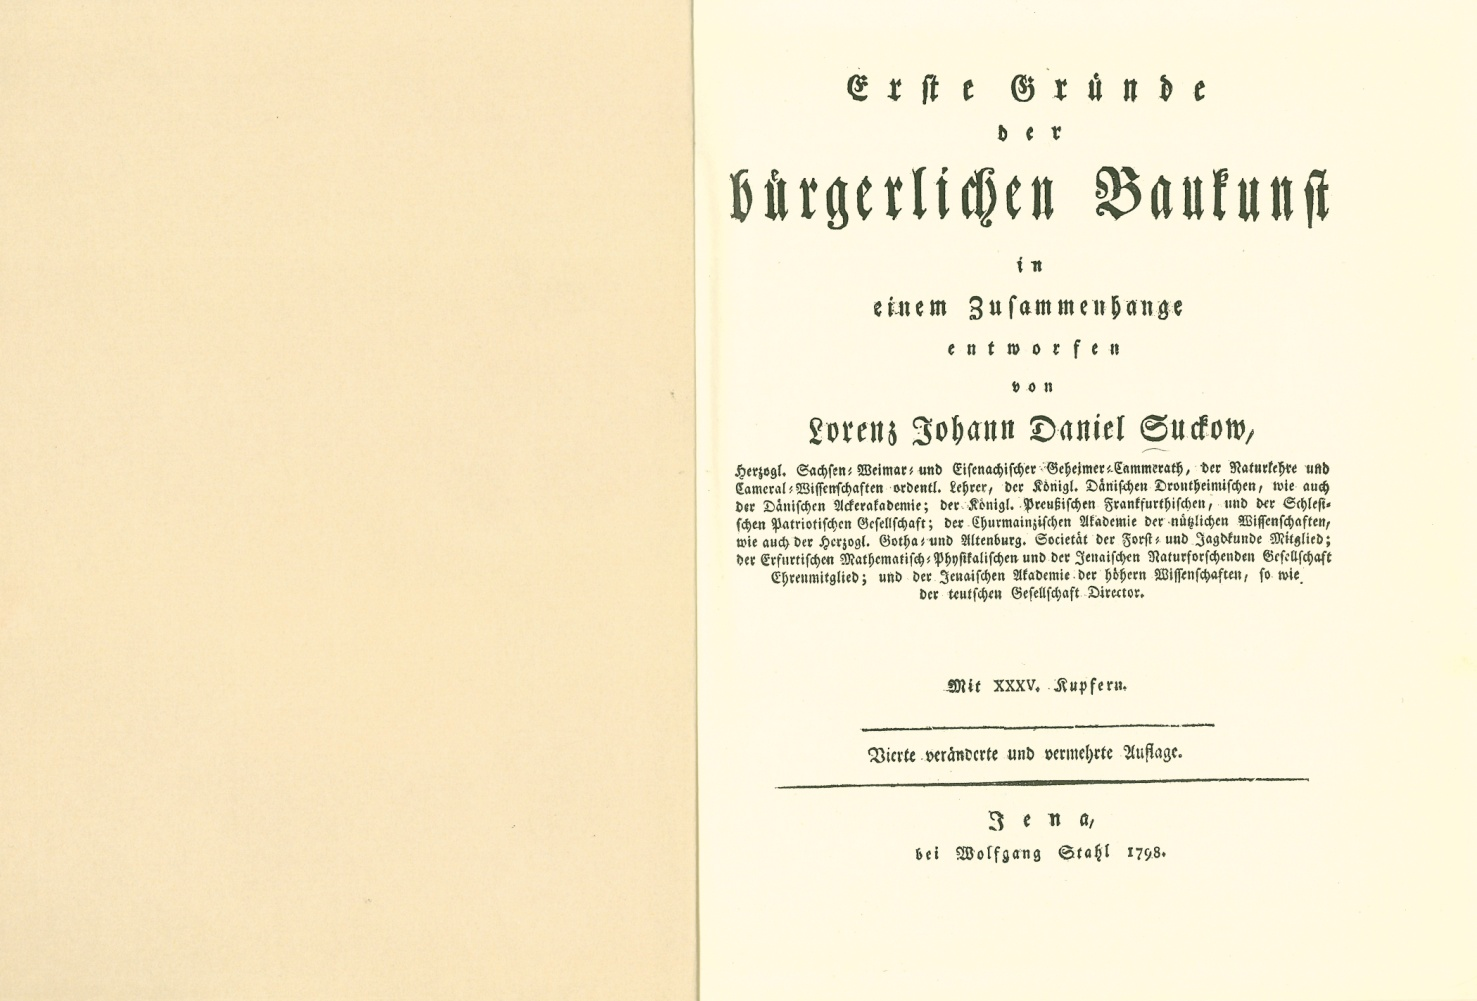 Erste Gründe
der
bürgerlichen Baukunst
in
einem Zusammenhange
entworfen
von
Lorenz Johann Daniel Suckow,
Herzogl. Sachsen-Weimar- und Eisenachischer Geheimer-Cammerath, der Naturlehre und
Cameral-Wissenschaften ordentl. Lehrer, der Königl. Dänischen Drontheimischen, wie auch
der Dänischen Ackerakademie; der Königl. Preußischen Frankfurthischen, und der Schlesi-
schen Patriotischen Gesellschaft; der Churmainzischen Akademie der nützlichen Wissenschaften,
wie auch der Herzogl. Gotha- und Altenburg. Societät der Forst- und Jagdkunde Mitglied;
der Erfurtischen Mathematisch-Physikalischen und der Jenaischen Naturforschenden Gesellschaft
Ehrenmitglied; und der Jenaischen Akademie der höhern Wissenschaften, so wie
der teutschen Gesellschaft Director.
Mit XXXV. Kupfern.
Vierte veränderte und vermehrte Auflage.
Jena,
bei Wolfgang Stahl 1798.